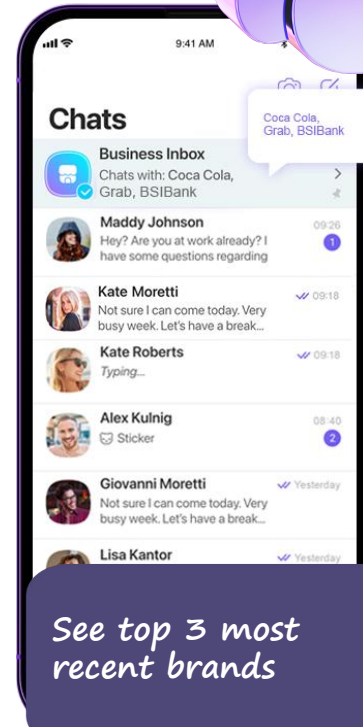 9:41 AM
Chats
Coca Cola,
Grab, BSIBank
Business Inbox
Chats with: Coca Cola,
Grab, BSIBank
Maddy Johnson
09:26
Hey? Are you at work already? I
have some questions regarding
1
Kate Moretti
09:18
Not sure I can come today. Very
busy week. Let's have a break...
Kate Roberts
09:18
Typing...
Alex Kulnig
08:40
Sticker
2
Giovanni Moretti
Yesterday
Not sure I can come today. Very
busy week. Let's have a break...
Lisa Kantor
Yesterday
See top 3 most
recent brands